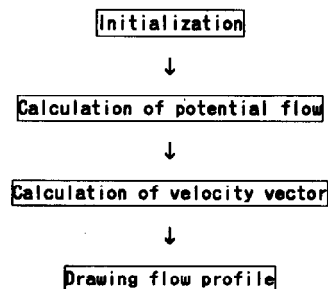 Initialization
↓
Calculation of potential flow
↓
Calculation of velocity vector
↓
Drawing flow profile